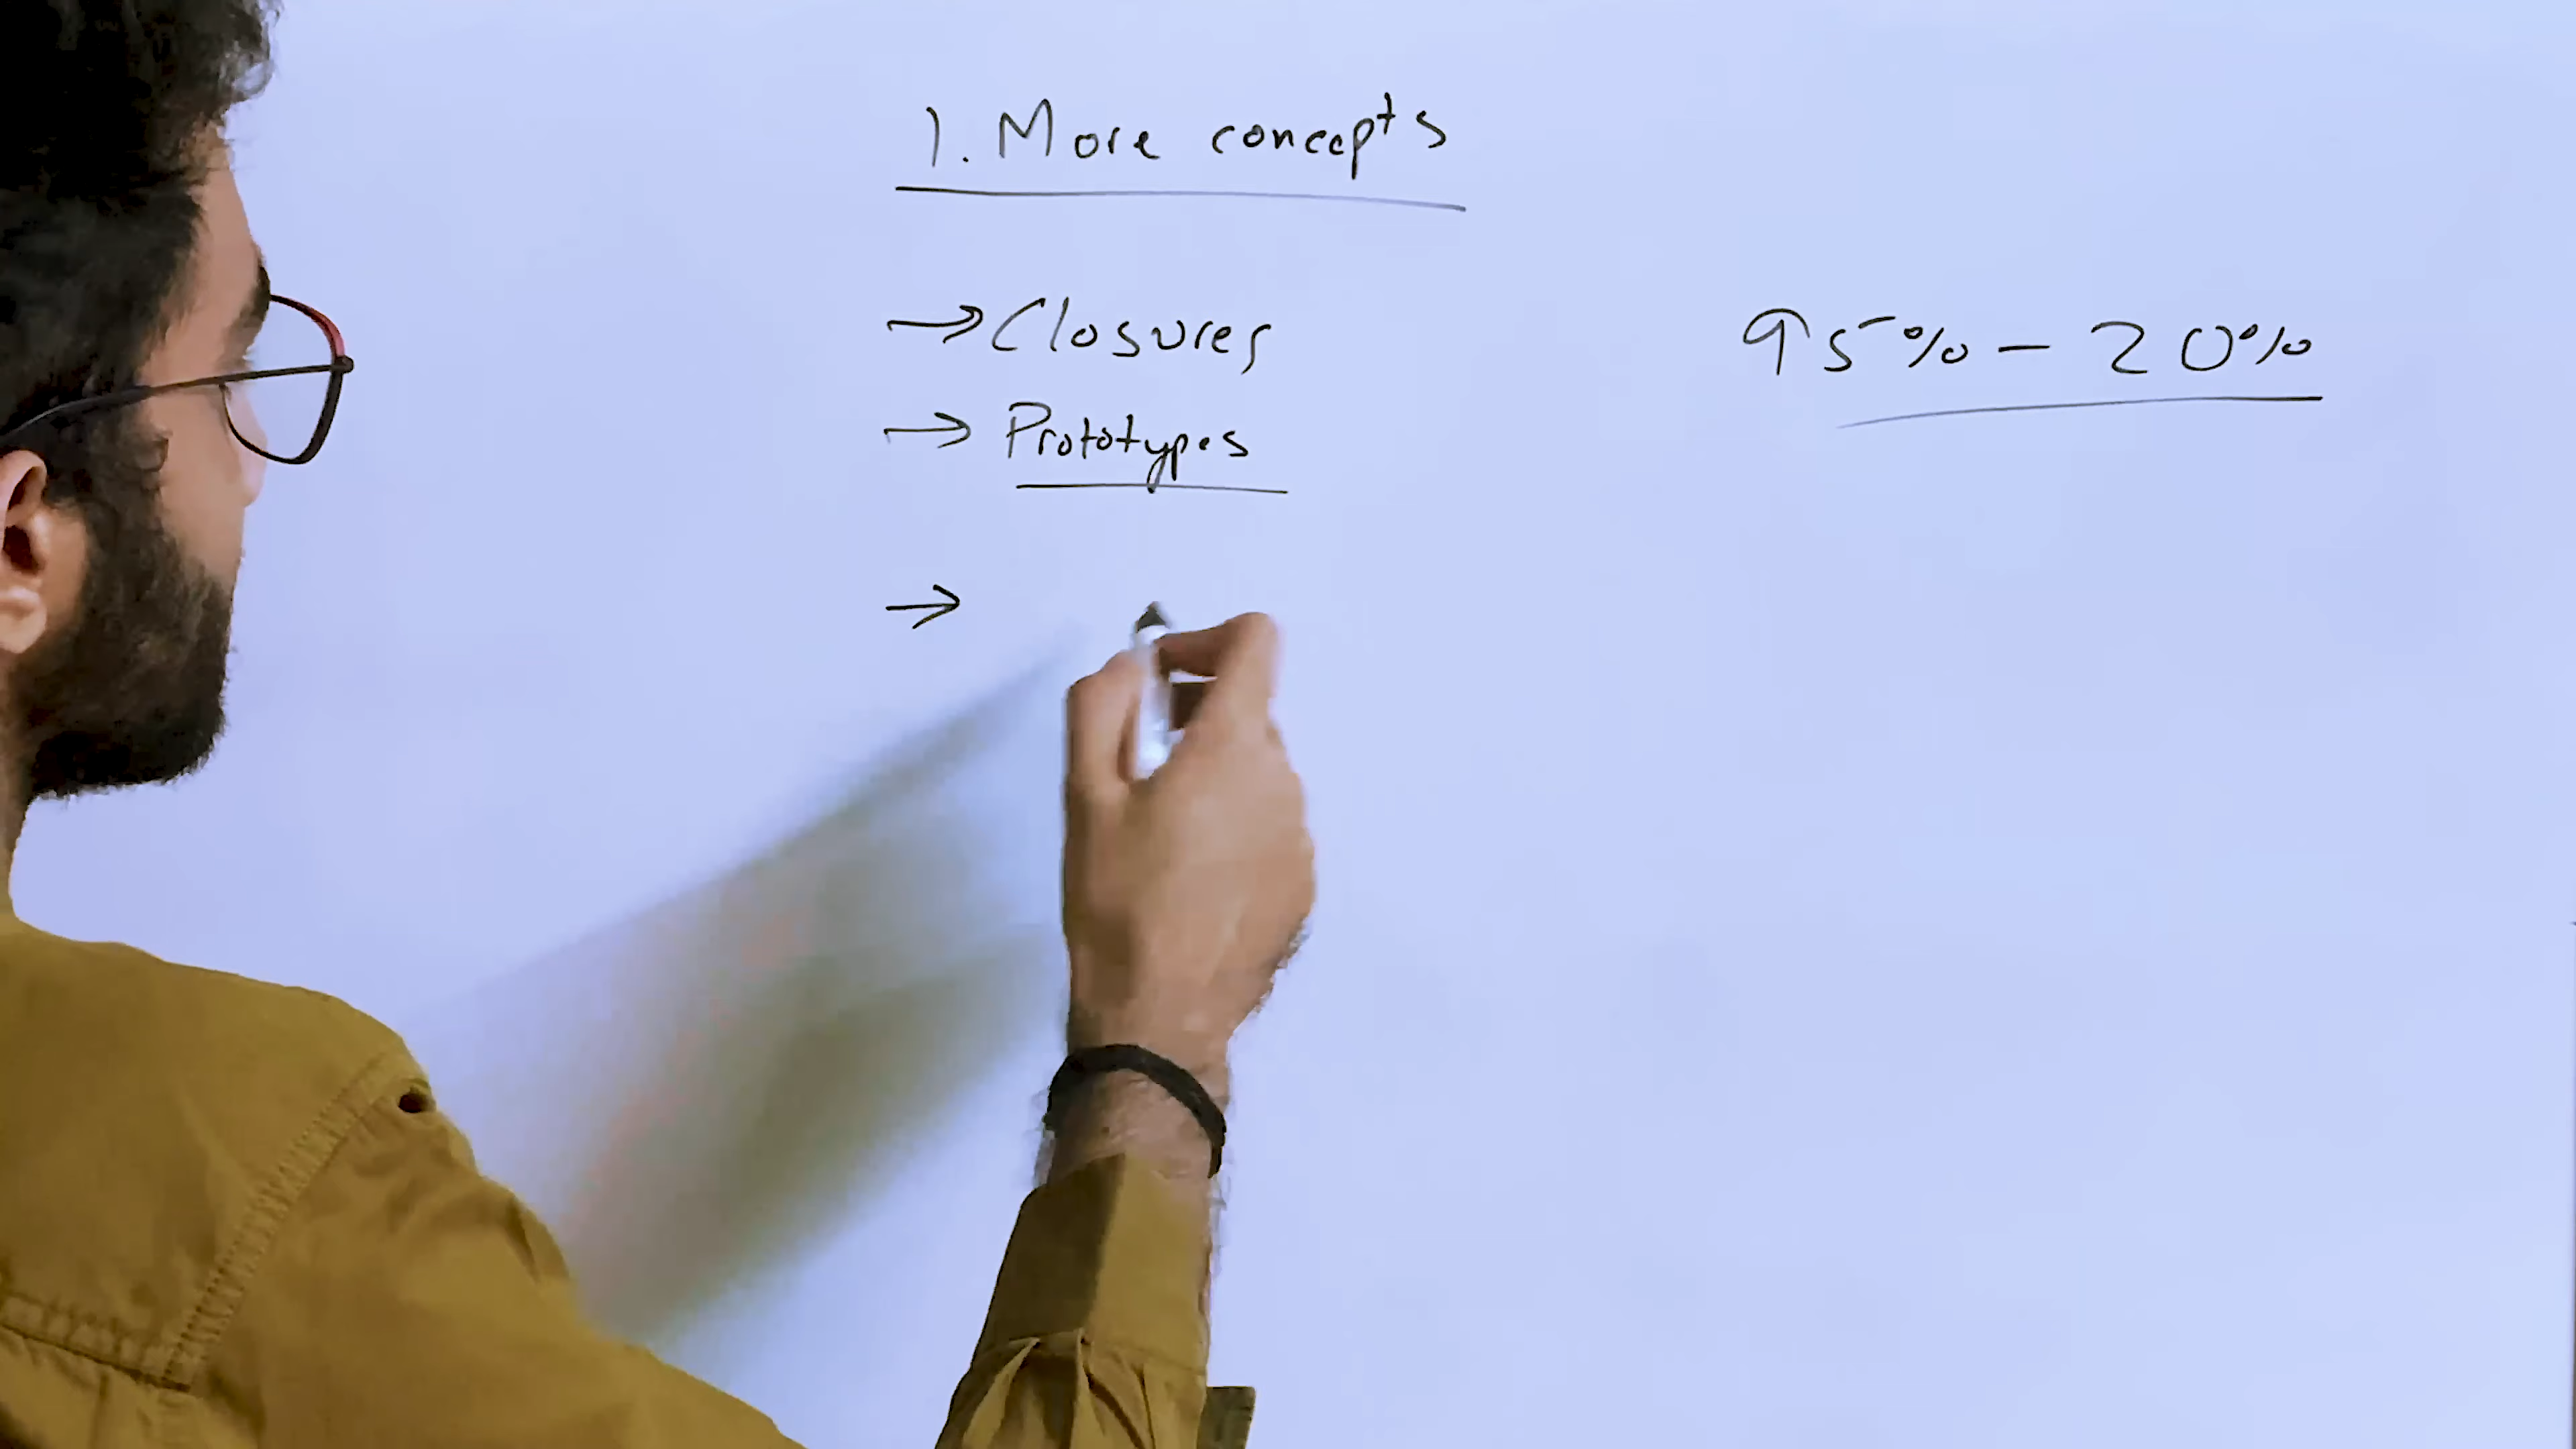 1. More concepts
→ Closures
→ Prototypes
→
95% - 20%